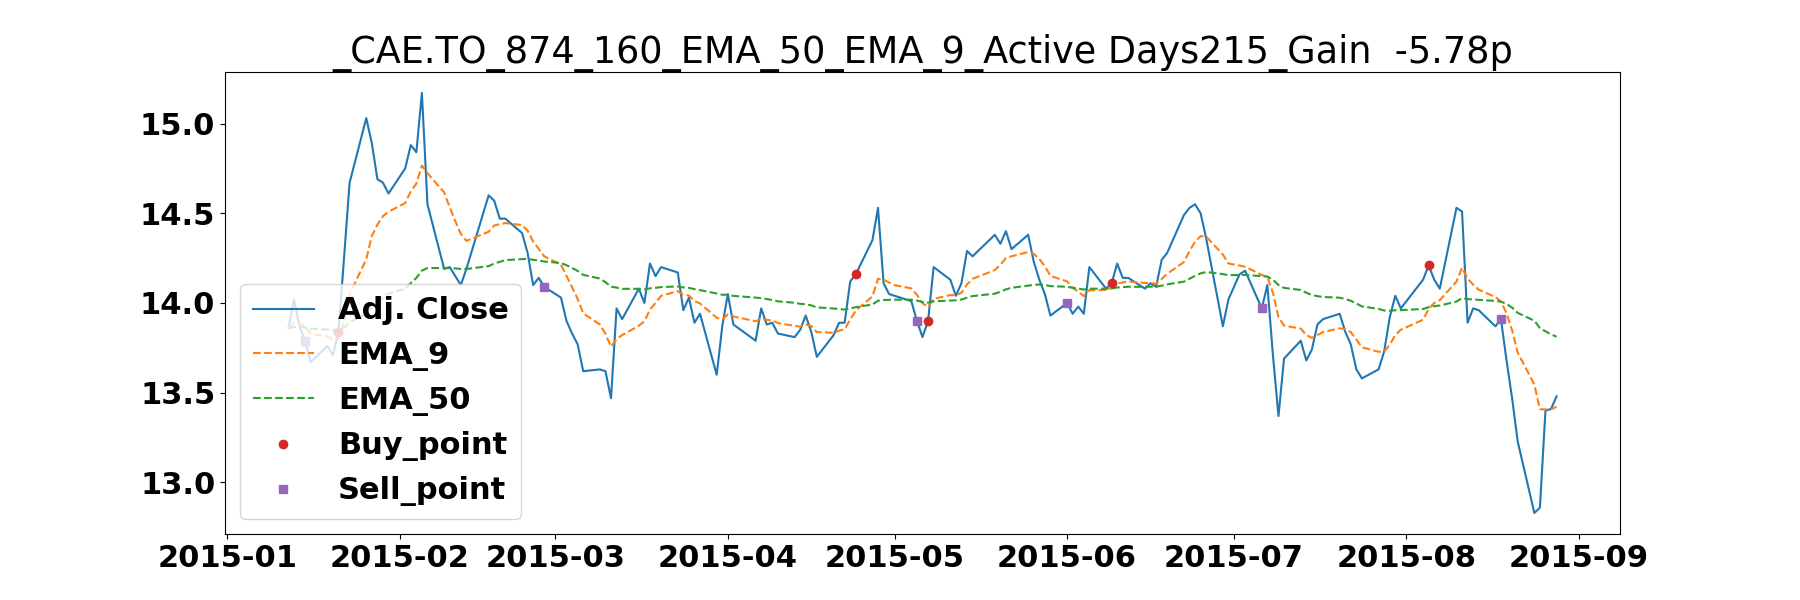 _CAE.TO_874_160_EMA_50_EMA_9_Active Days215_Gain  -5.78p
15.0
14.5
14.0
13.5
13.0
Adj. Close
EMA_9
EMA_50
Buy_point
Sell_point
2015-01 2015-02 2015-03 2015-04 2015-05 2015-06 2015-07 2015-08 2015-09